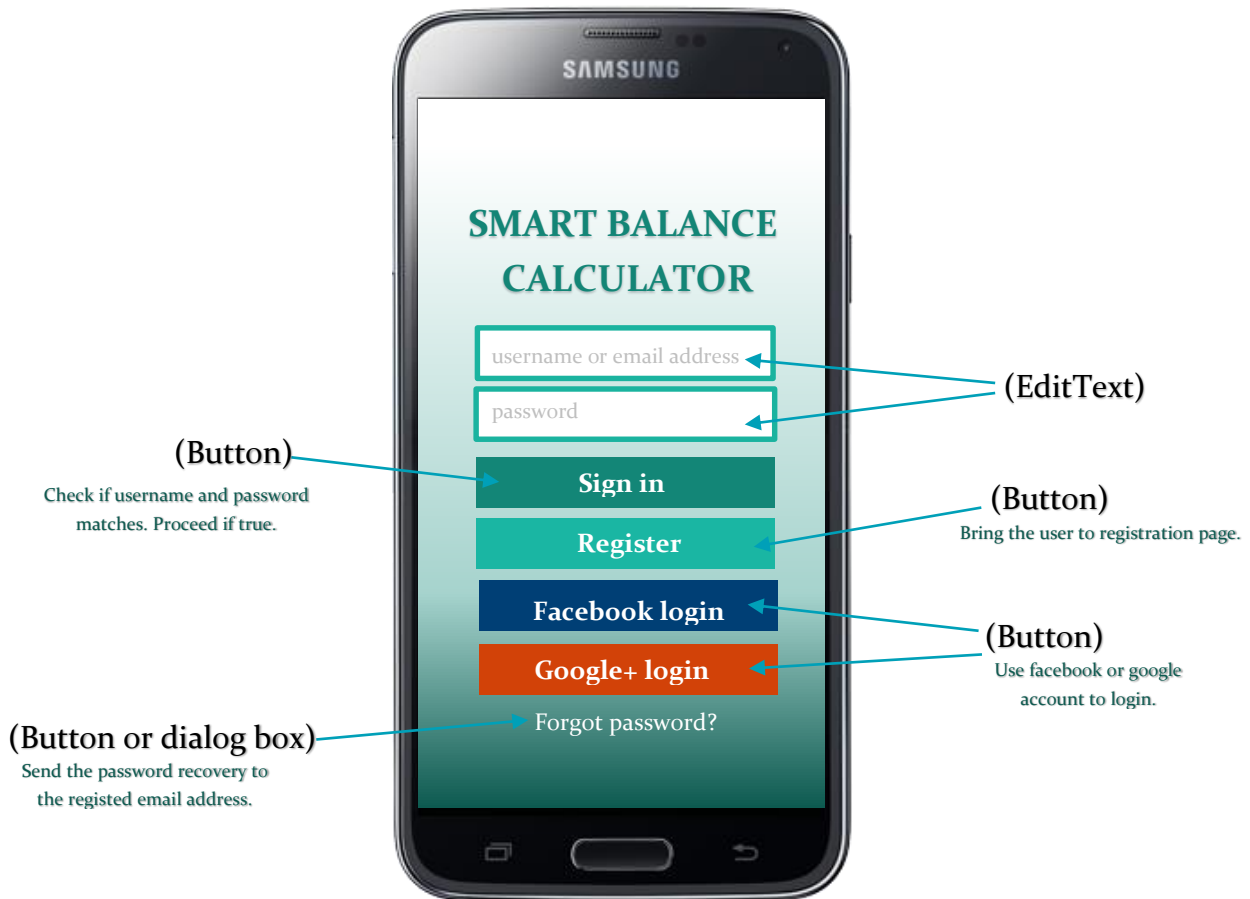 SAMSUNG
SMART BALANCE
CALCULATOR
username or email address
(EditText)
password
(Button)
Check if username and password
matches. Proceed if true.
Sign in
(Button)
Bring the user to registration page.
Register
Facebook login
(Button)
Use facebook or google
account to login.
Google+ login
Forgot password?
(Button or dialog box)
Send the password recovery to
the registed email address.